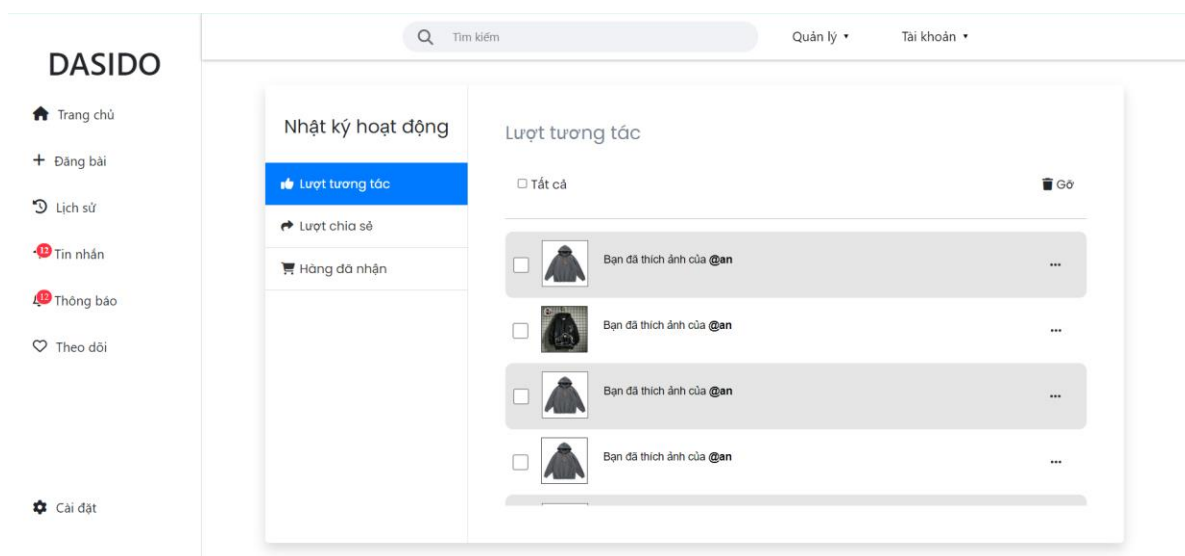 DASIDO
Trang chủ
Đăng bài
Lịch sử
12
Tin nhắn
12
Thông báo
Theo dõi
Cài đặt
Tìm kiếm
Quản lý
Tài khoản
Nhật ký hoạt động
Lượt tương tác
Lượt chia sẻ
Hàng đã nhận
Lượt tương tác
Tất cả
Gỡ
Bạn đã thích ảnh của @an
Bạn đã thích ảnh của @an
Bạn đã thích ảnh của @an
Bạn đã thích ảnh của @an